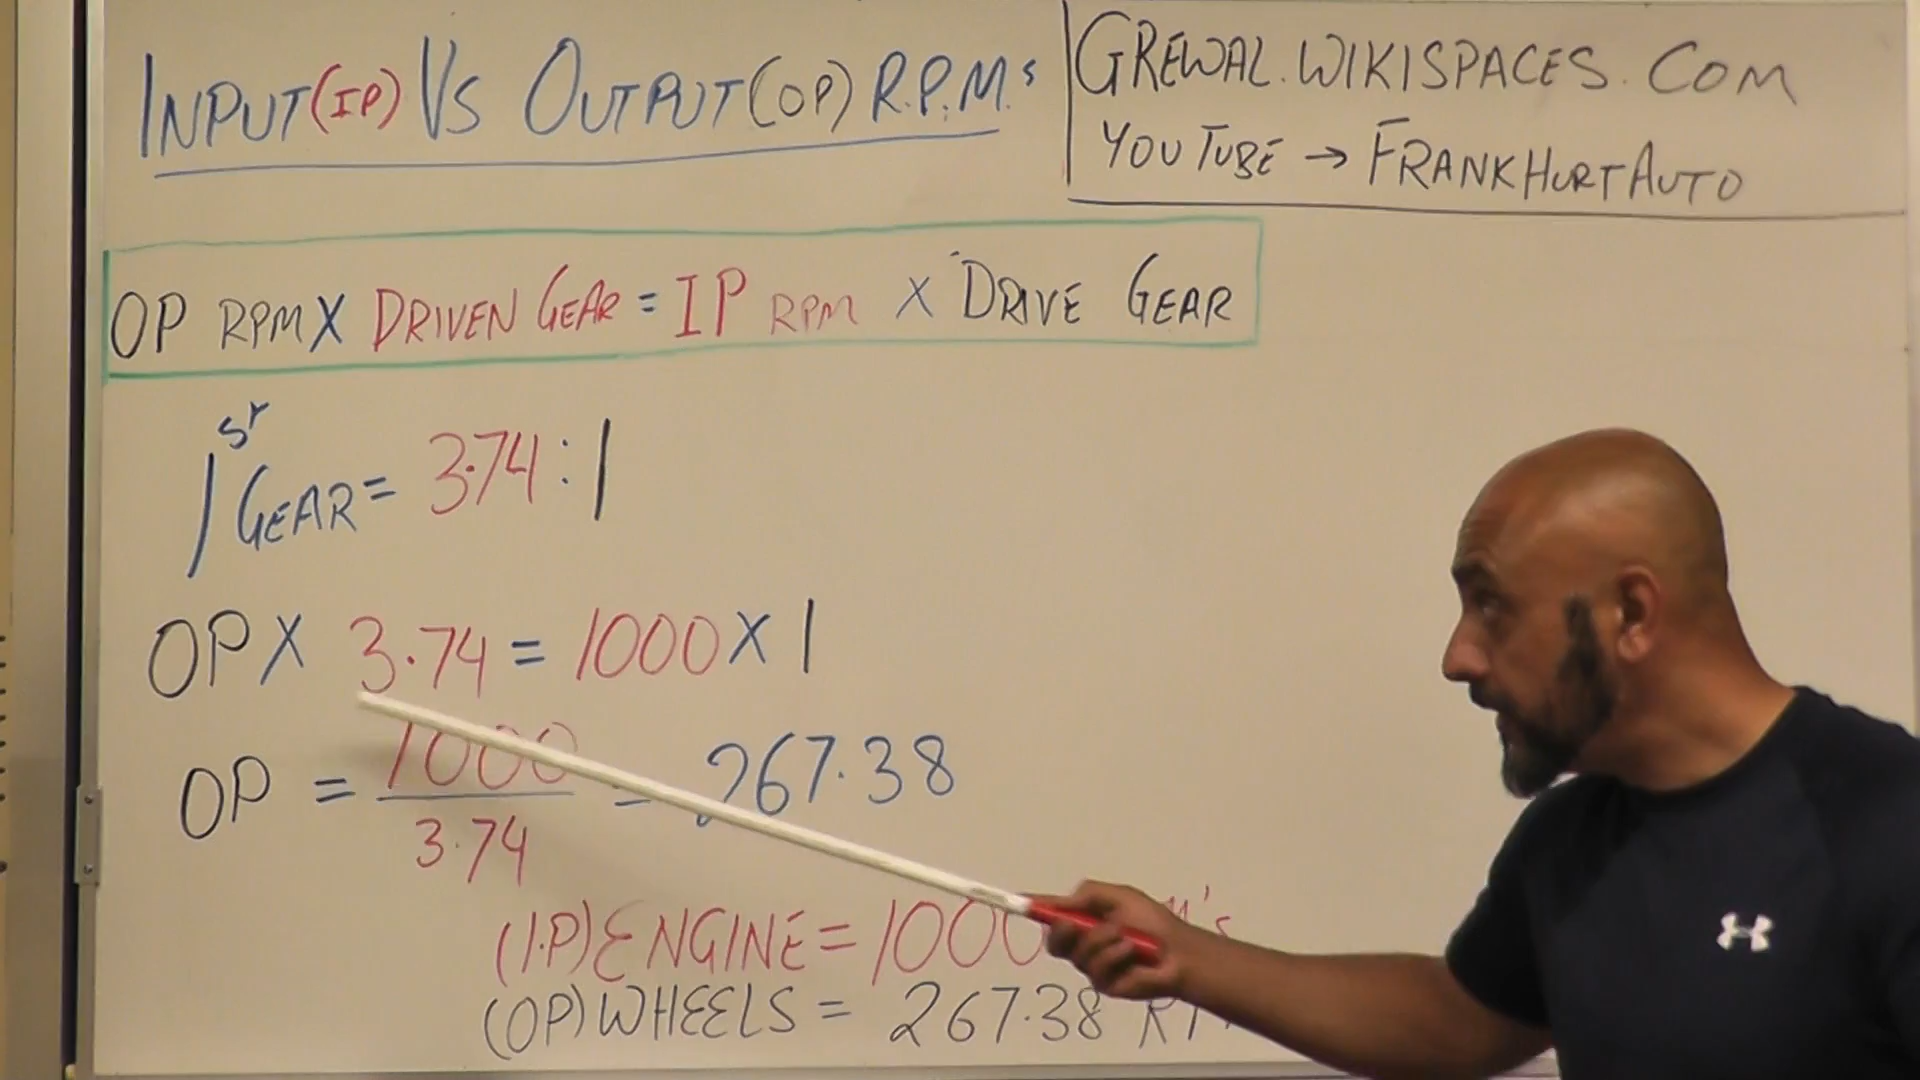 INPUT(IP) VS OUTPUT(OP) R.P.M.s
GREWAL.WIKISPACES.COM
YOUTUBE → FRANKHURTAUTO
OP RPM X DRIVEN GEAR = IP RPM X DRIVE GEAR
1st GEAR = 3.74 : 1
OP X 3.74 = 1000 X 1
OP = 1000 / 3.74 = 267.38
(I.P) ENGINE = 1000
(OP) WHEELS = 267.38